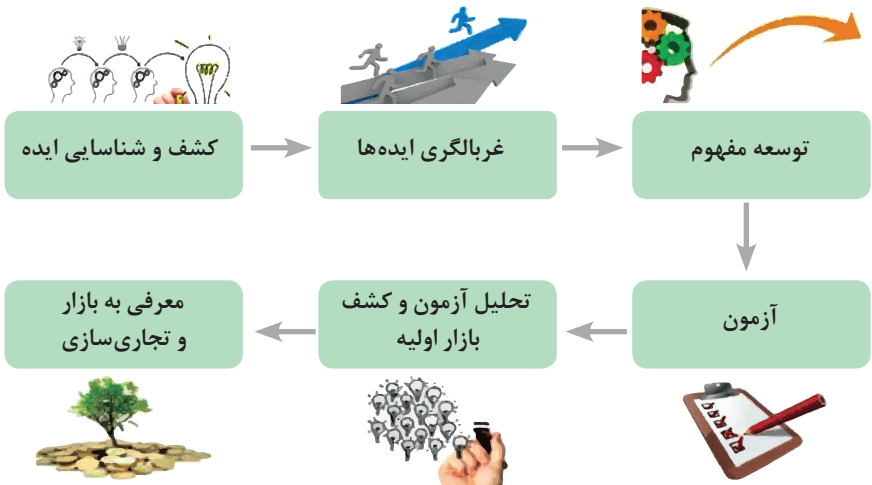 کشف و شناسایی ایده
غربالگری ایده‌ها
توسعه مفهوم
آزمون
تحلیل آزمون و کشف
بازار اولیه
معرفی به بازار
و تجاری‌سازی